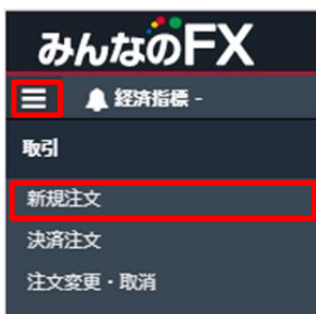 みんなのFX
経済指標 -
取引
新規注文
決済注文
注文変更・取消